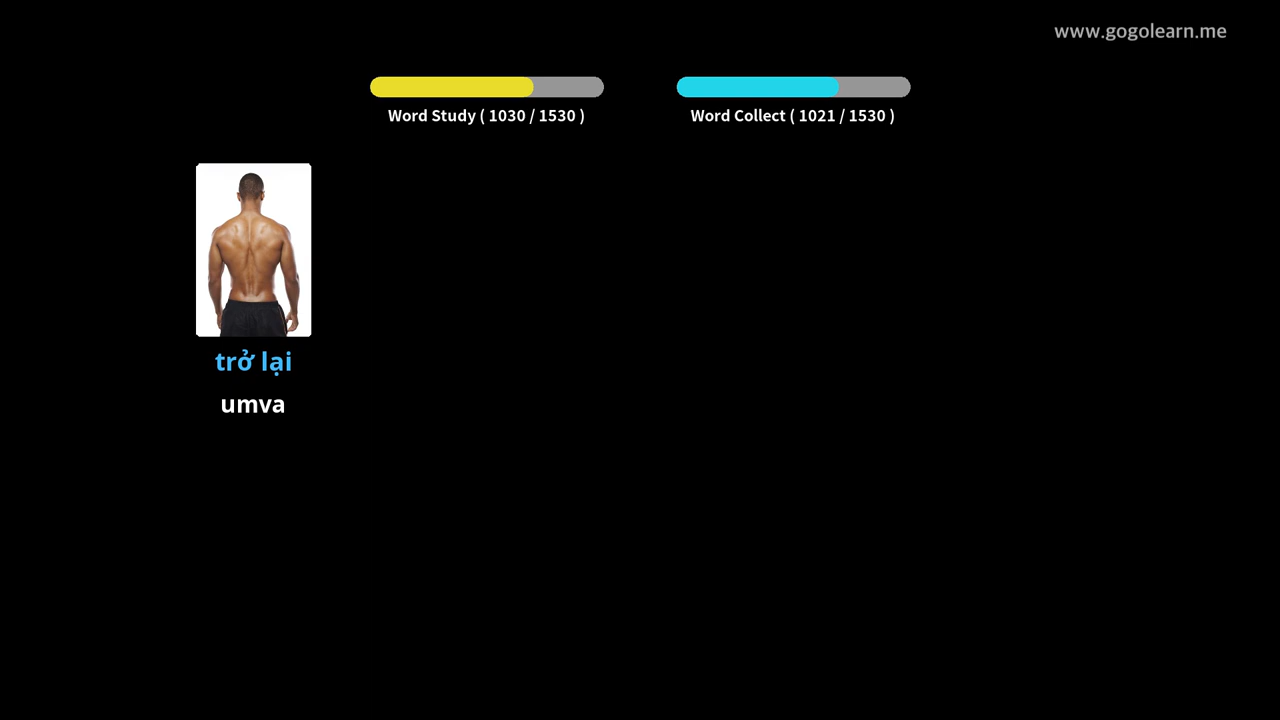 www.gogolearn.me
Word Study ( 1030 / 1530 )
Word Collect ( 1021 / 1530 )
trở lại
umva